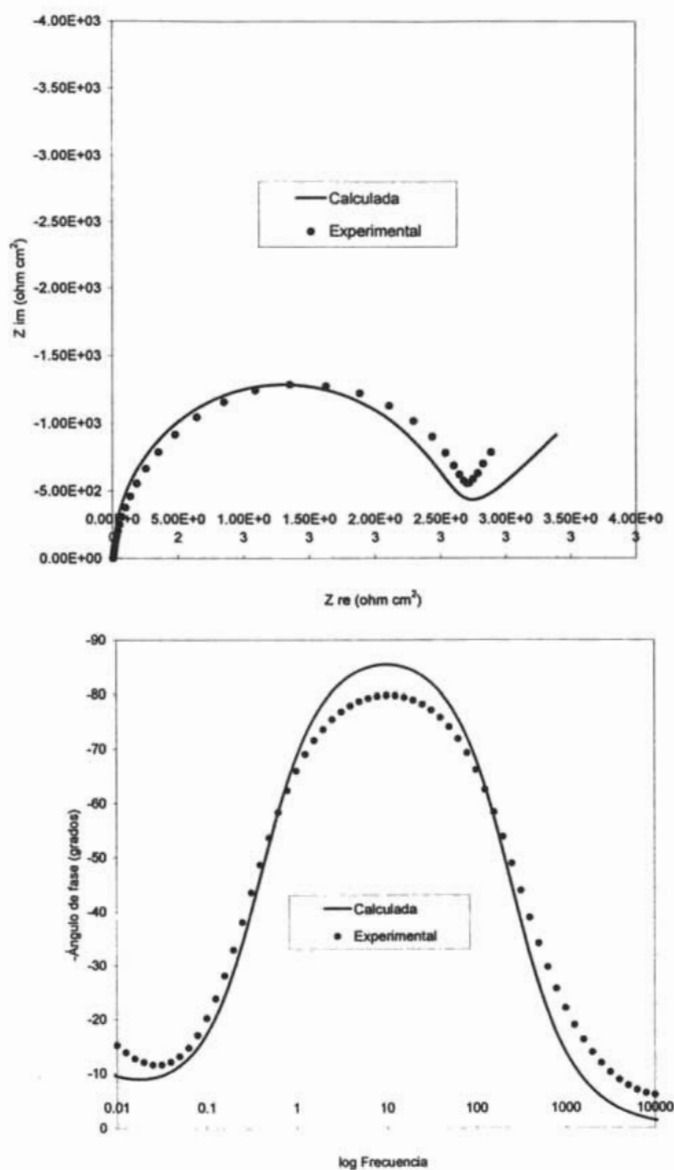 -4.00E+03
-3.50E+03
-3.00E+03
-2.50E+03
-2.00E+03
-1.50E+03
-1.00E+03
-5.00E+02
0.00E+00
Z im (ohm cm²)
Calculada
Experimental
5.00E+0 1.00E+0 1.50E+0 2.00E+0 2.50E+0 3.00E+0 3.50E+0 4.00E+0
2 3 3 3 3 3 3 3
Z re (ohm cm²)
-90
-80
-70
-60
-50
-40
-30
-20
-10
0
-Ángulo de fase (grados)
Calculada
Experimental
0.01 0.1 1 10 100 1000 10000
log Frecuencia